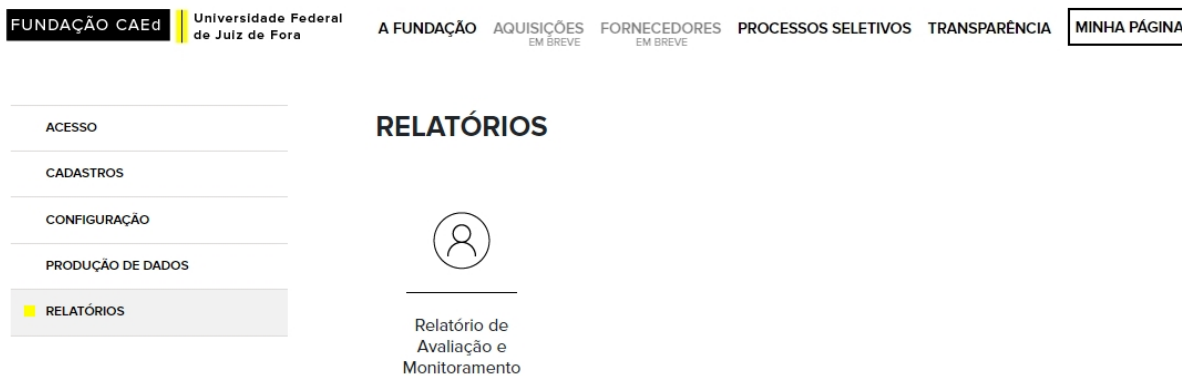 FUNDAÇÃO CAEd
Universidade Federal
de Juiz de Fora
A FUNDAÇÃO AQUISIÇÕES FORNECEDORES PROCESSOS SELETIVOS TRANSPARÊNCIA MINHA PÁGINA
EM BREVE EM BREVE
ACESSO
CADASTROS
CONFIGURAÇÃO
PRODUÇÃO DE DADOS
RELATÓRIOS
RELATÓRIOS
Relatório de
Avaliação e
Monitoramento